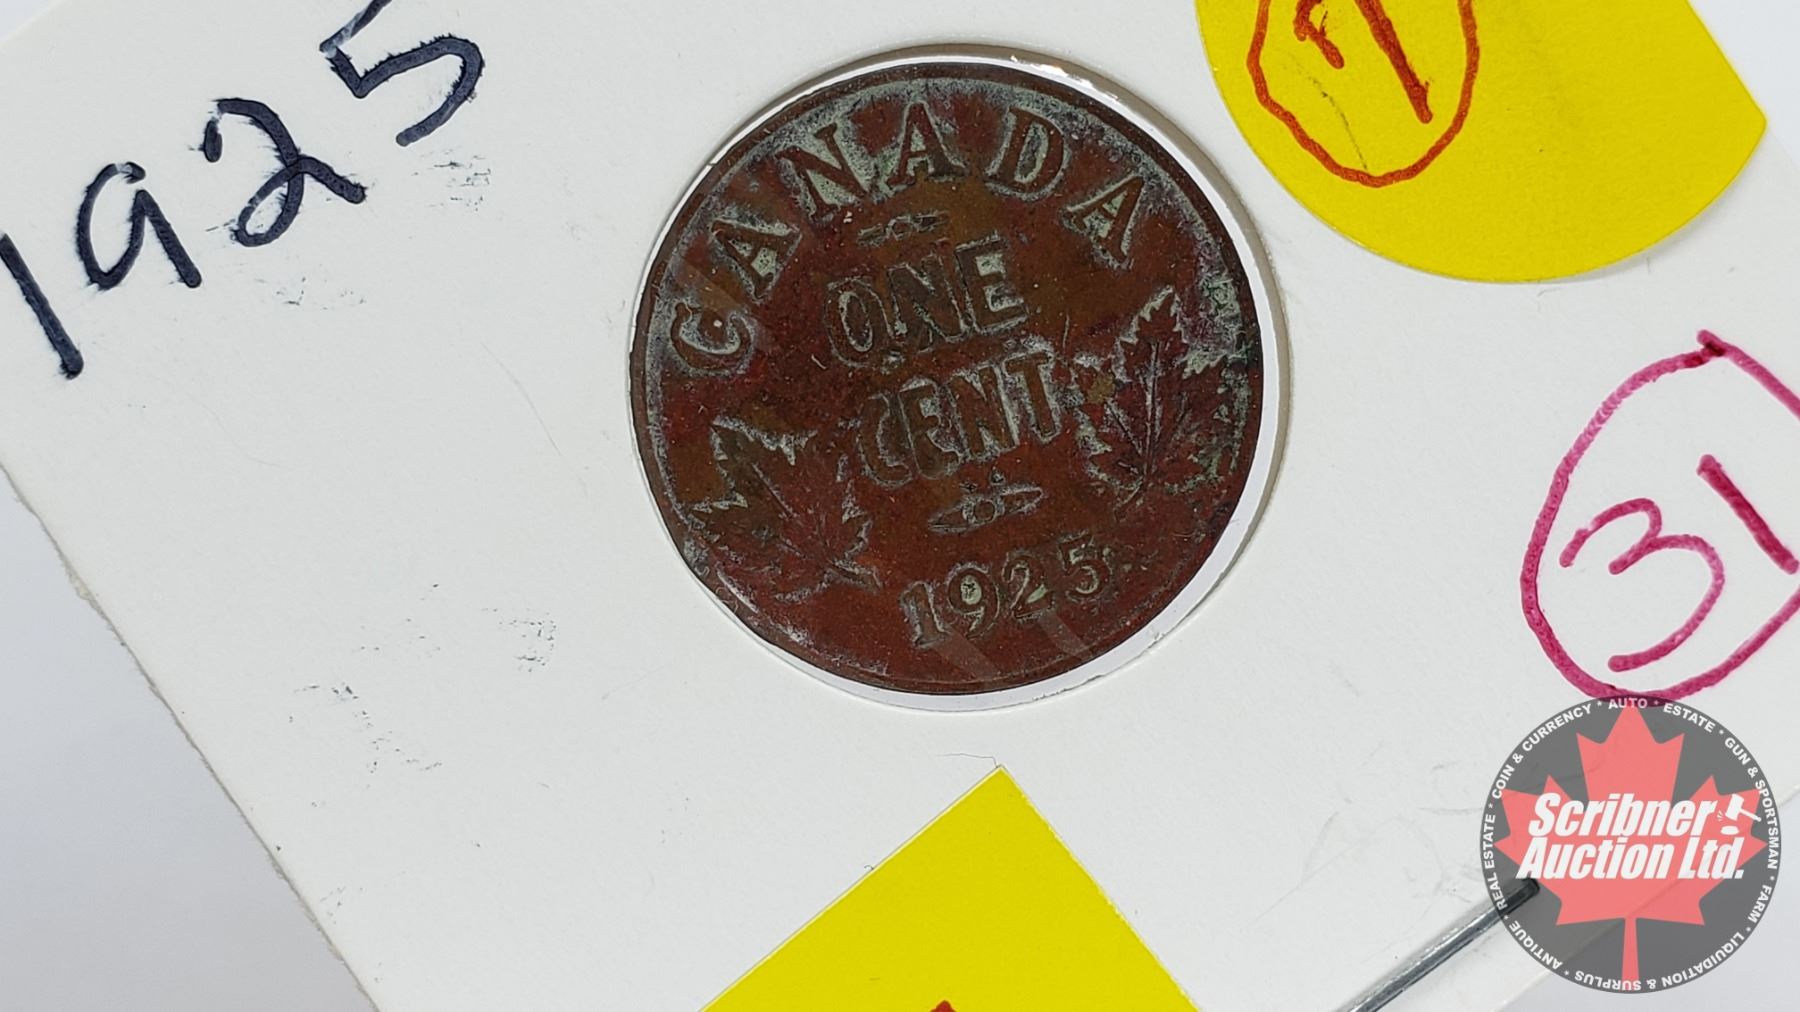 1925
7
CANADA
ONE
CENT
1925
31
REAL ESTATE * COIN & CURRENCY * AUTO * ESTATE * GUN & SPORTSMAN * FARM * LIQUIDATION & SURPLUS * ANTIQUE *
Scribner
Auction Ltd.